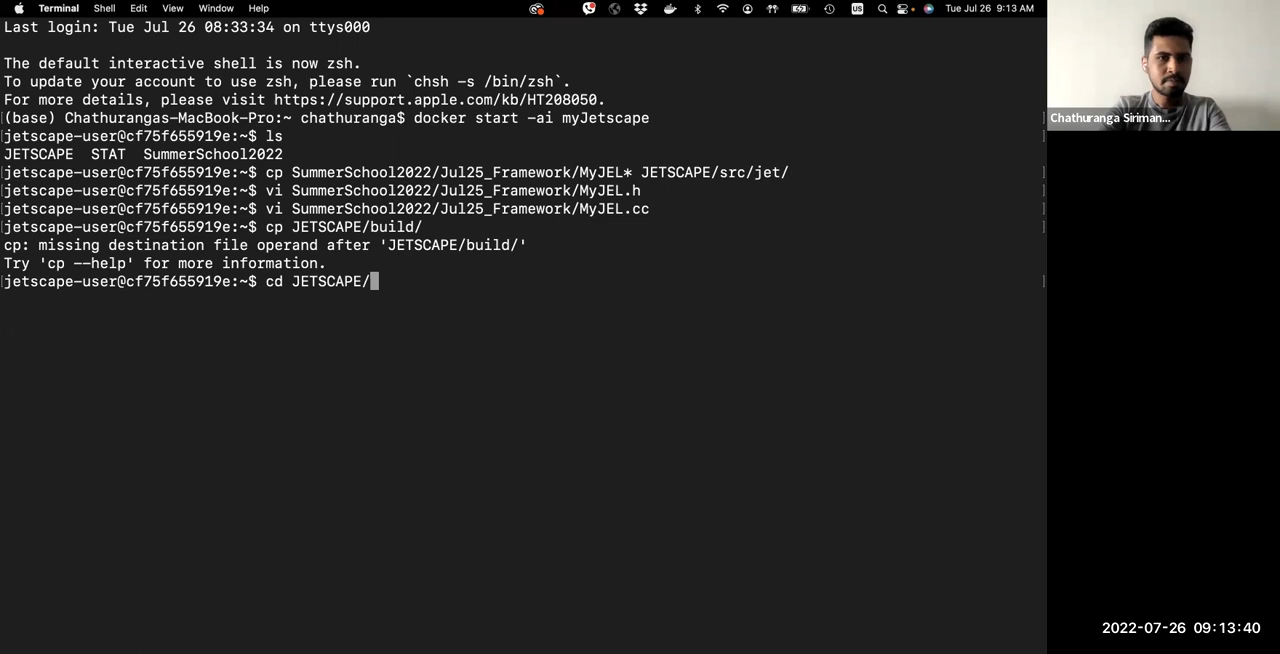 Terminal Shell Edit View Window Help US Tue Jul 26 9:13 AM
Last login: Tue Jul 26 08:33:34 on ttys000
The default interactive shell is now zsh.
To update your account to use zsh, please run `chsh -s /bin/zsh`.
For more details, please visit https://support.apple.com/kb/HT208050.
(base) Chathurangas-MacBook-Pro:~ chathuranga$ docker start -ai myJetscape
jetscape-user@cf75f655919e:~$ ls
JETSCAPE  STAT  SummerSchool2022
jetscape-user@cf75f655919e:~$ cp SummerSchool2022/Jul25_Framework/MyJEL* JETSCAPE/src/jet/
jetscape-user@cf75f655919e:~$ vi SummerSchool2022/Jul25_Framework/MyJEL.h
jetscape-user@cf75f655919e:~$ vi SummerSchool2022/Jul25_Framework/MyJEL.cc
jetscape-user@cf75f655919e:~$ cp JETSCAPE/build/
cp: missing destination file operand after 'JETSCAPE/build/'
Try 'cp --help' for more information.
jetscape-user@cf75f655919e:~$ cd JETSCAPE/
Chathuranga Siriman...
2022-07-26 09:13:40